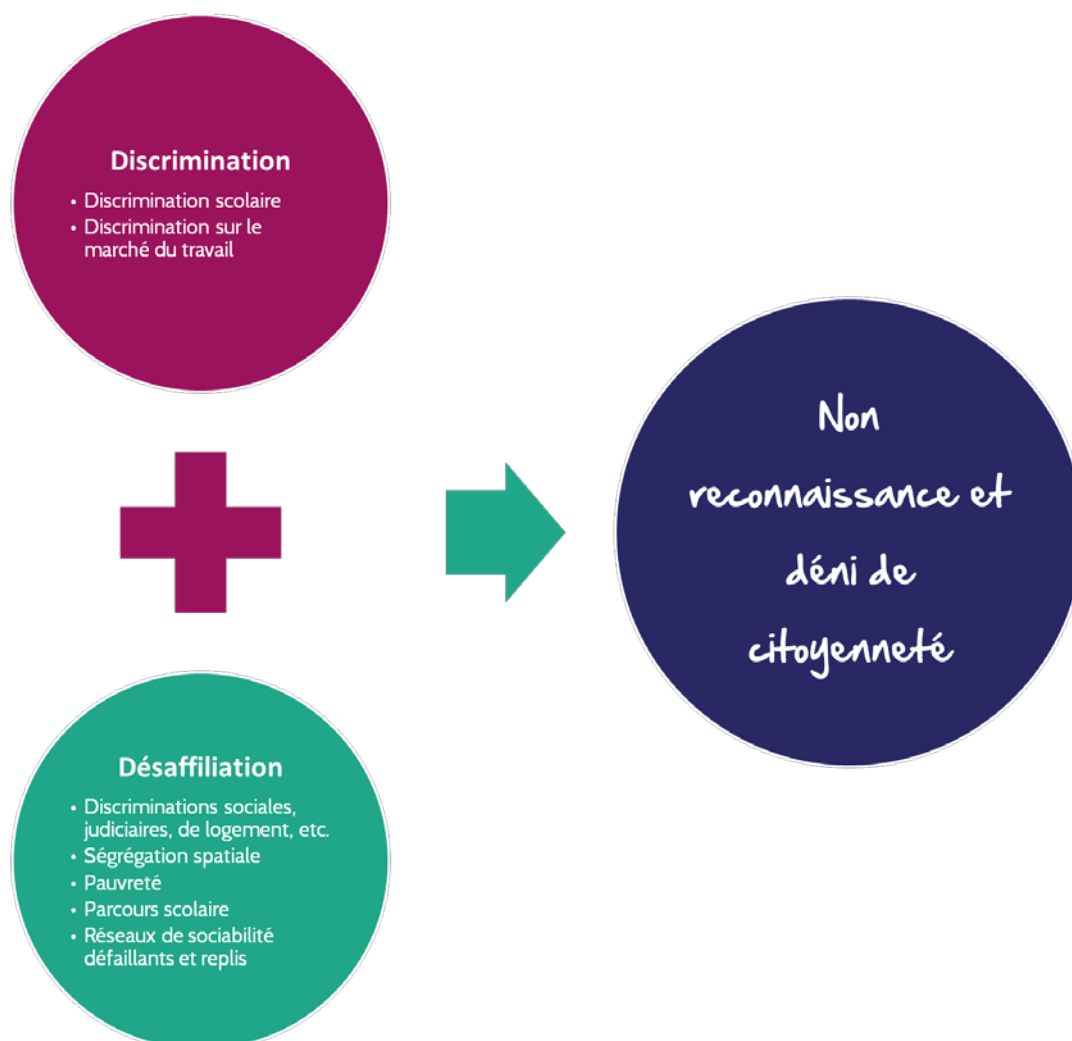 Discrimination
• Discrimination scolaire
• Discrimination sur le
marché du travail
Désaffiliation
• Discriminations sociales,
judiciaires, de logement, etc.
• Ségrégation spatiale
• Pauvreté
• Parcours scolaire
• Réseaux de sociabilité
défaillants et replis
Non
reconnaissance et
déni de
citoyenneté